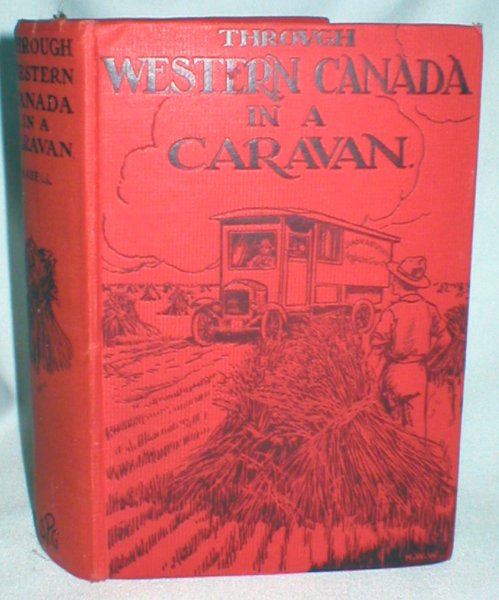 THROUGH
WESTERN
CANADA
IN A
CARAVAN.
THROUGH
WESTERN CANADA
IN A
CARAVAN.
H.W.W.